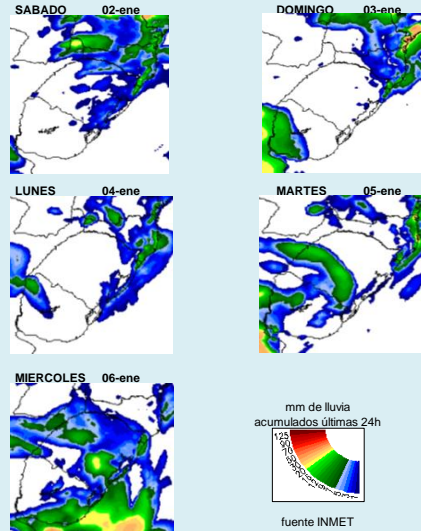 SABADO 02-ene
DOMINGO 03-ene
LUNES 04-ene
MARTES 05-ene
MIERCOLES 06-ene
mm de lluvia
acumulados últimas 24h
125
fuente INMET